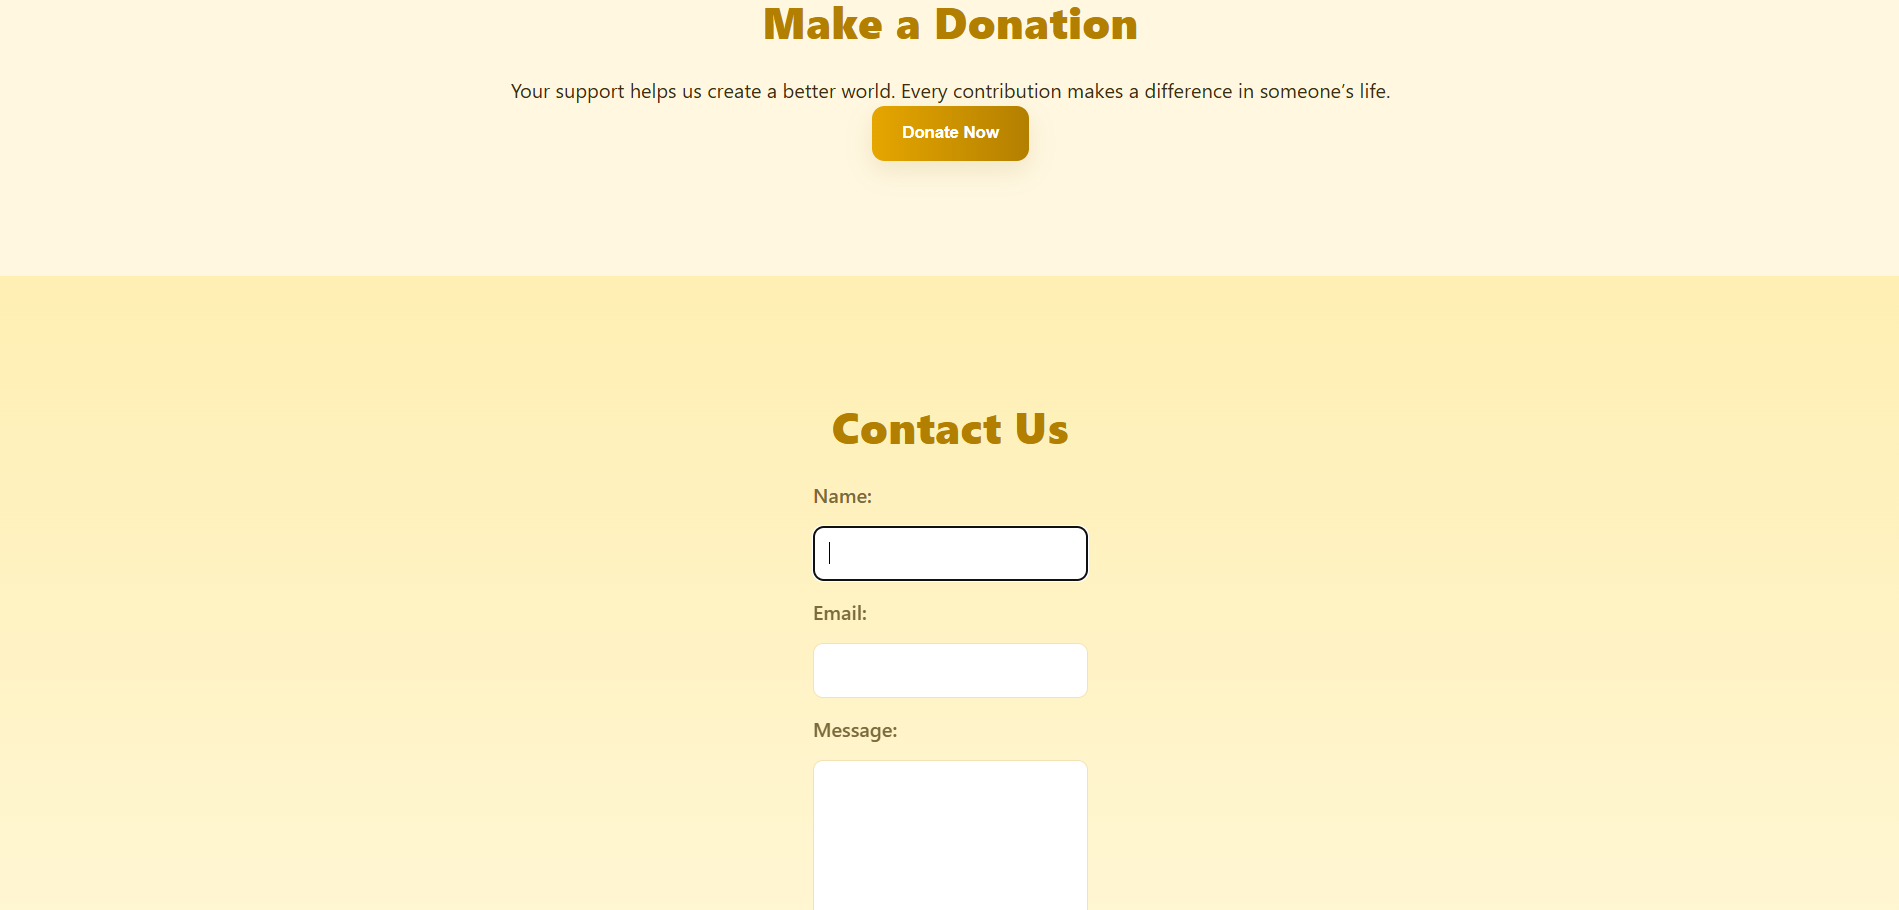 Make a Donation
Your support helps us create a better world. Every contribution makes a difference in someone’s life.
Donate Now
Contact Us
Name:
Email:
Message: